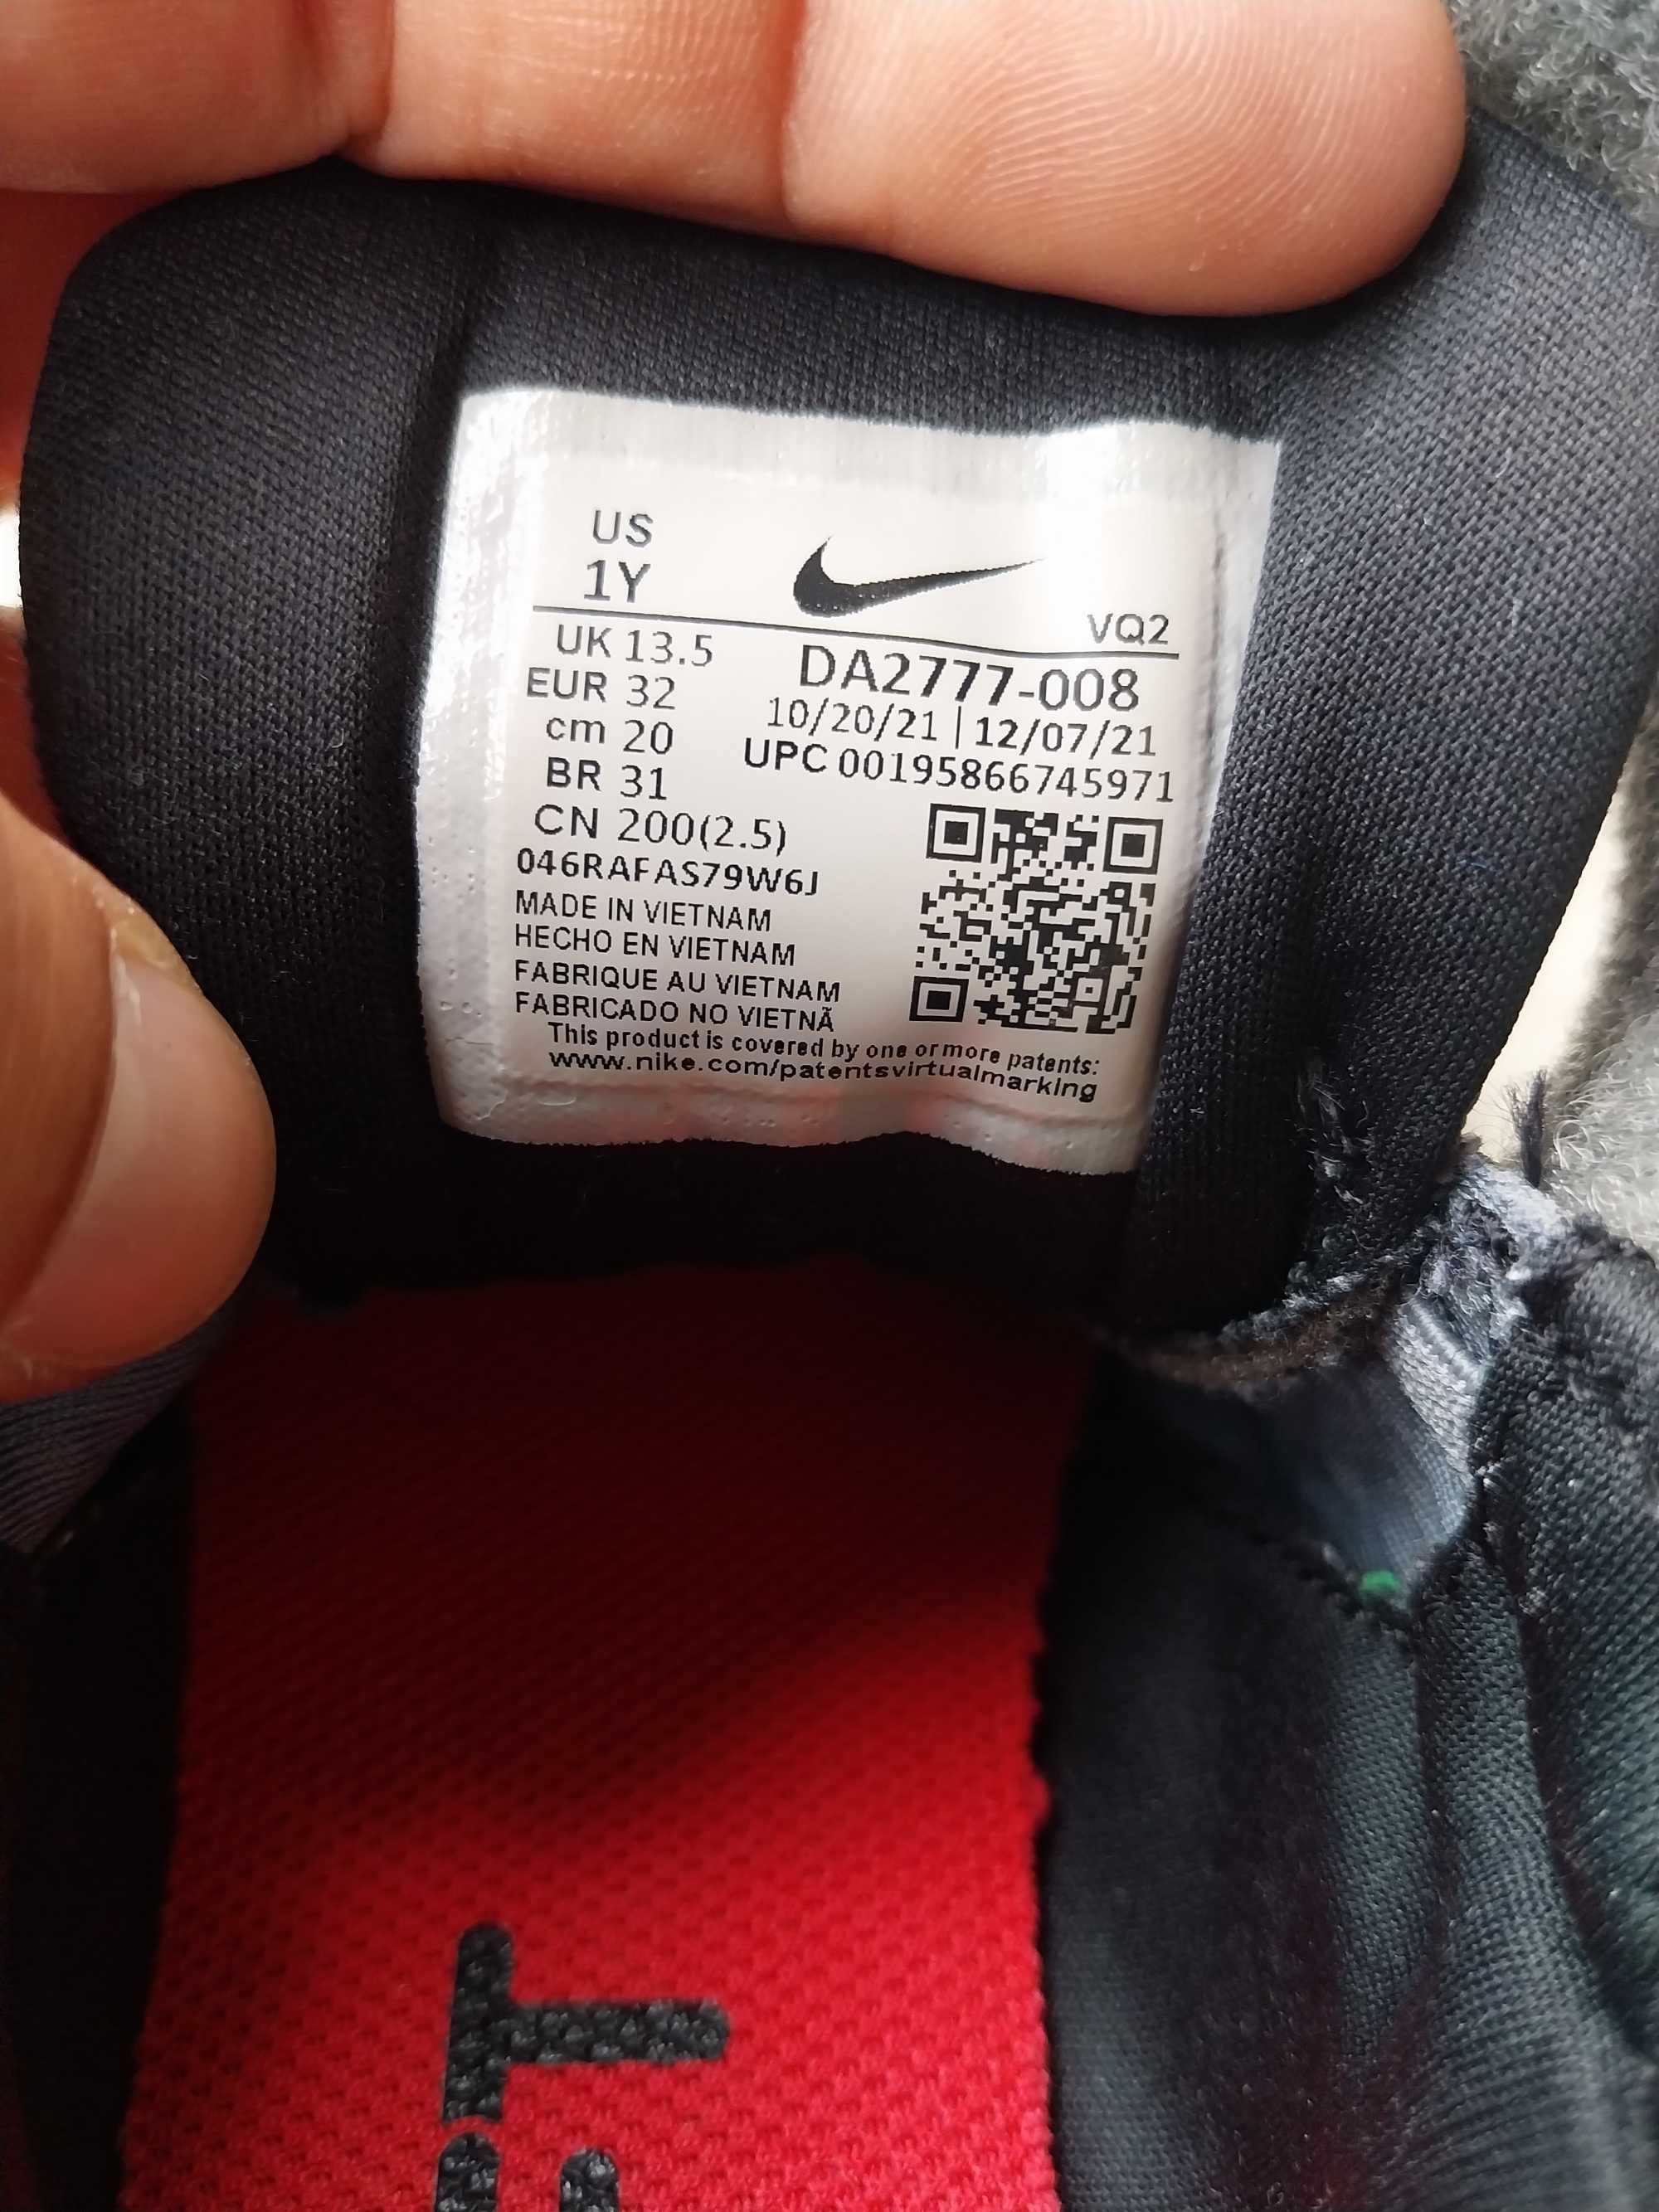 US
1Y
VQ2
UK 13.5
EUR 32
cm 20
BR 31
CN 200(2.5)
DA2777-008
10/20/21 | 12/07/21
UPC 00195866745971
046RAFAS79W6J
MADE IN VIETNAM
HECHO EN VIETNAM
FABRIQUE AU VIETNAM
FABRICADO NO VIETNÃ
This product is covered by one or more patents:
www.nike.com/patentsvirtualmarking